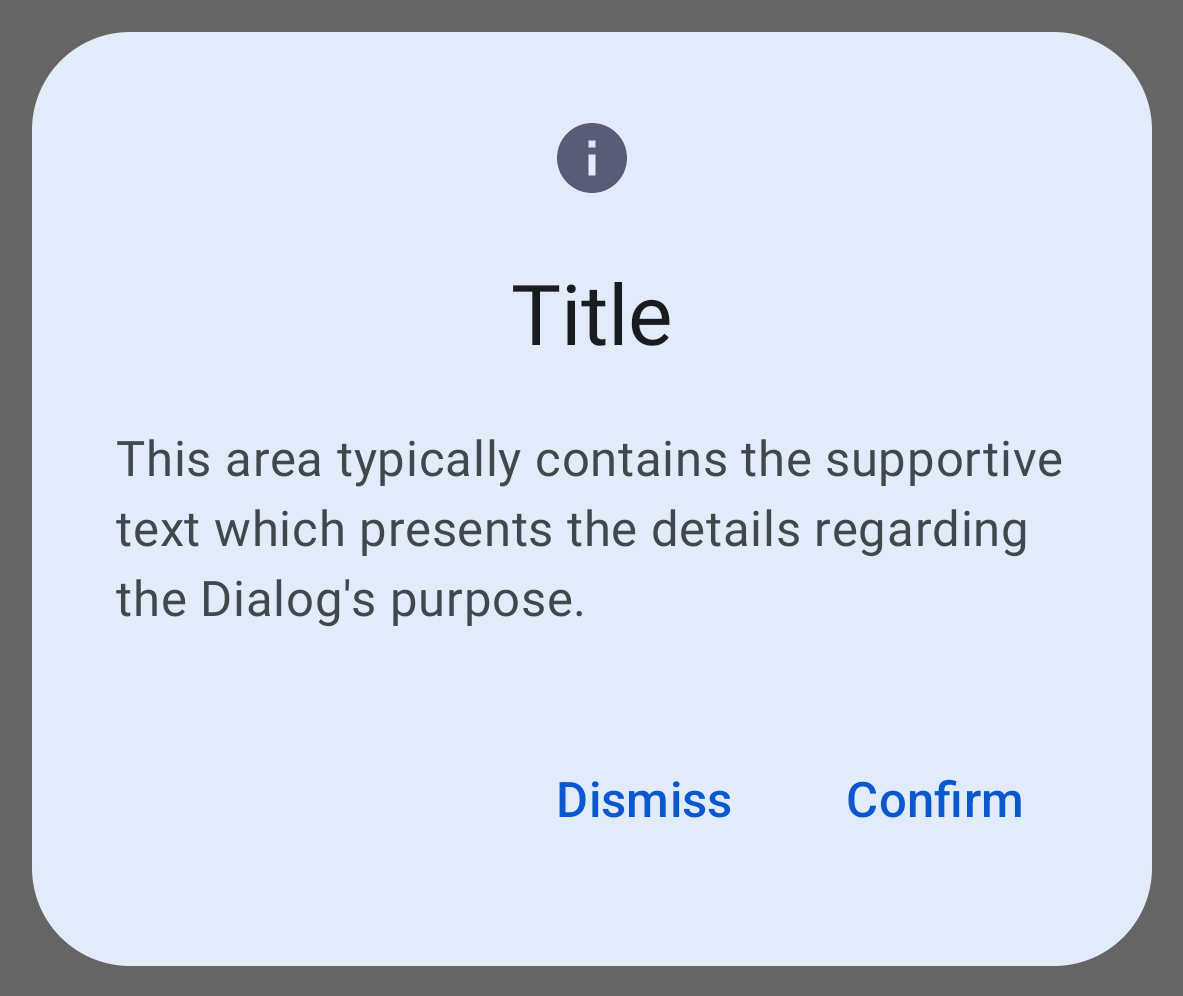 Title
This area typically contains the supportive
text which presents the details regarding
the Dialog's purpose.
Dismiss Confirm